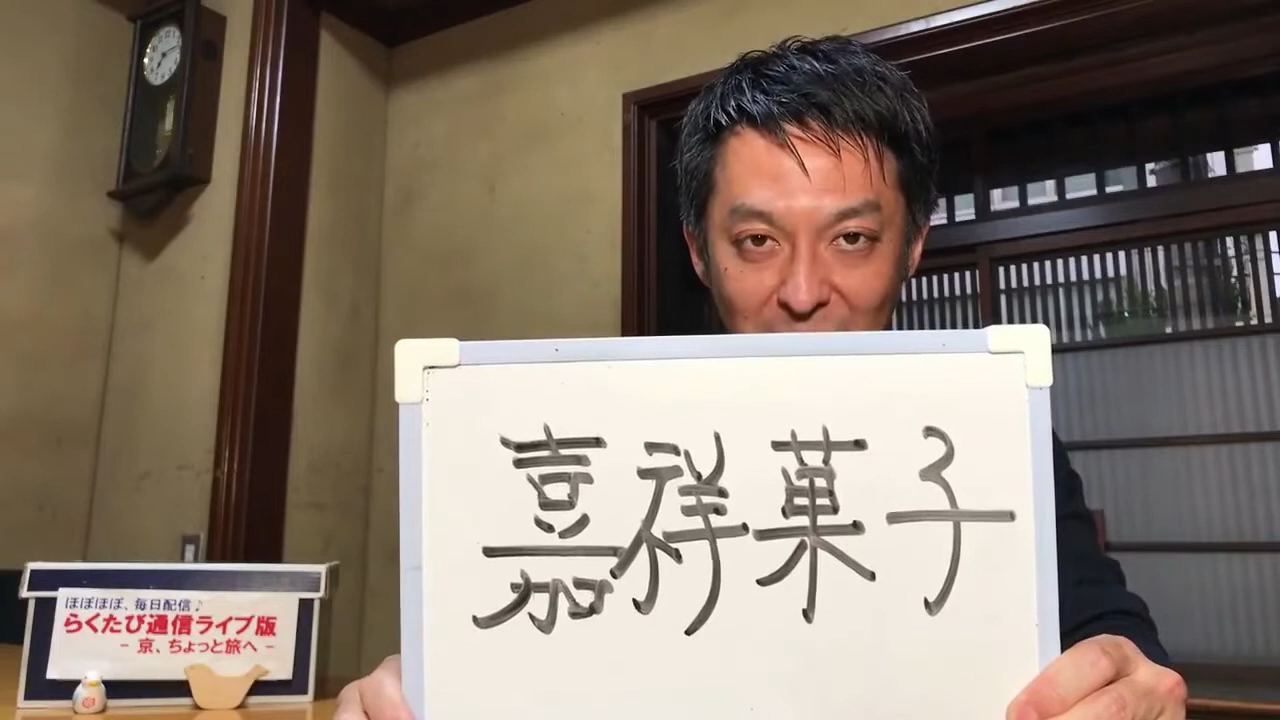 嘉祥菓子
ほぼほぼ、毎日配信♪
らくたび通信ライブ版
- 京、ちょっと旅へ -